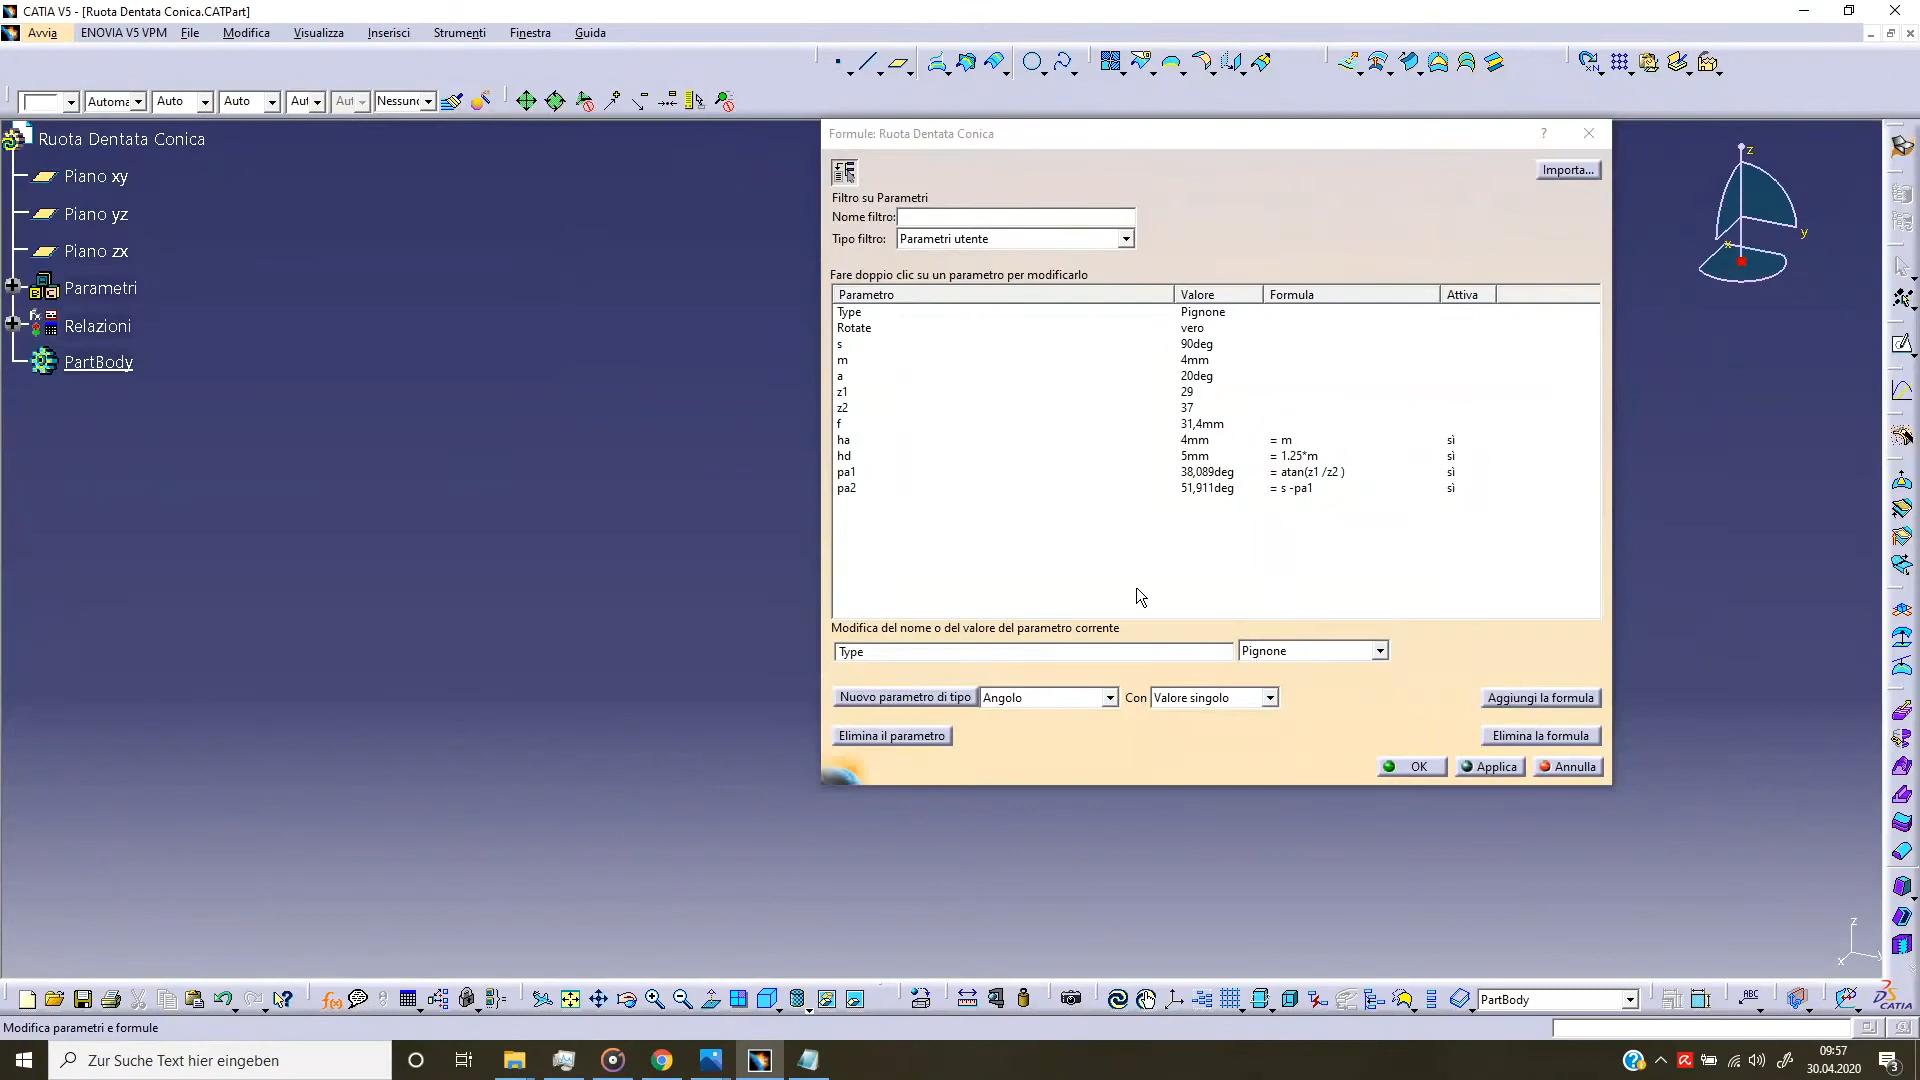 CATIA V5 - [Ruota Dentata Conica.CATPart]
Avvia ENOVIA V5 VPM File Modifica Visualizza Inserisci Strumenti Finestra Guida
Automa Auto Auto Aut Aut Nessuno
Ruota Dentata Conica
Piano xy
Piano yz
Piano zx
Parametri
Relazioni
PartBody
Formule: Ruota Dentata Conica
Importa...
Filtro su Parametri
Nome filtro:
Tipo filtro: Parametri utente
Fare doppio clic su un parametro per modificarlo
Parametro Valore Formula Attiva
Type Pignone
Rotate vero
s 90deg
m 4mm
a 20deg
z1 29
z2 37
f 31,4mm
ha 4mm = m sì
hd 5mm = 1.25*m sì
pa1 38,089deg = atan(z1 /z2 ) sì
pa2 51,911deg = s -pa1 sì
Modifica del nome o del valore del parametro corrente
Type Pignone
Nuovo parametro di tipo Angolo Con Valore singolo Aggiungi la formula
Elimina il parametro Elimina la formula
OK Applica Annulla
z
y
x
z
x
y
PartBody
ABC
CATIA
Modifica parametri e formule
Zur Suche Text hier eingeben
09:57
30.04.2020
3